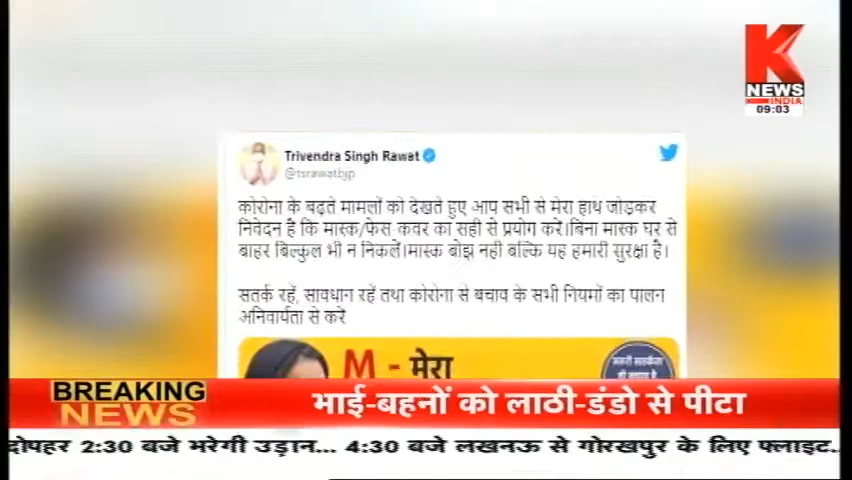 K
NEWS
INDIA
09:03
Trivendra Singh Rawat
@tsrawatbjp
कोरोना के बढ़ते मामलों को देखते हुए आप सभी से मेरा हाथ जोड़कर
निवेदन है कि मास्क/फेस कवर का सही से प्रयोग करें।बिना मास्क घर से
बाहर बिल्कुल भी न निकलें।मास्क बोझ नहीं बल्कि यह हमारी सुरक्षा है।
सतर्क रहें, सावधान रहें तथा कोरोना से बचाव के सभी नियमों का पालन
अनिवार्यता से करें
M - मेरा
BREAKING
NEWS
भाई-बहनों को लाठी-डंडो से पीटा
दोपहर 2:30 बजे भरेगी उड़ान... 4:30 बजे लखनऊ से गोरखपुर के लिए फ्लाइट..